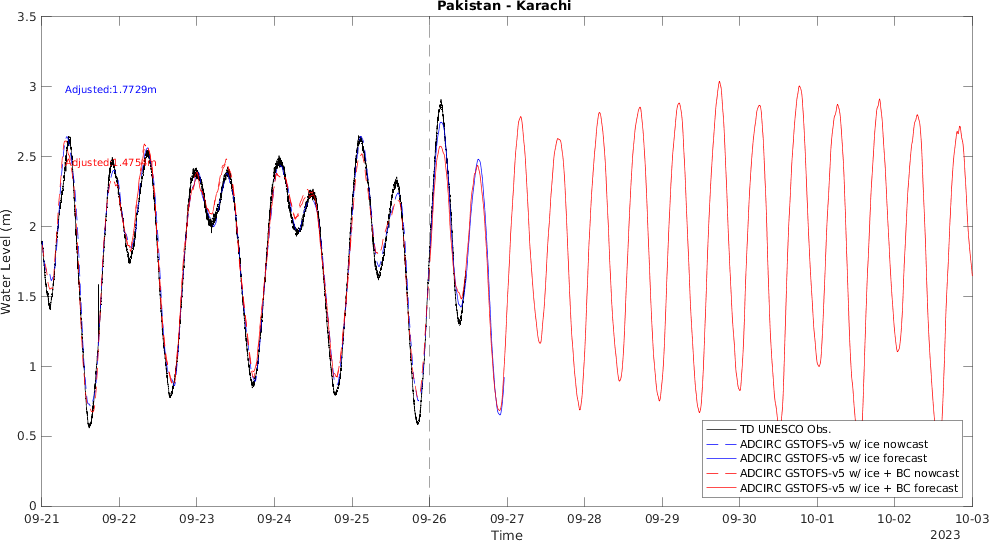 Pakistan - Karachi
3.5
3
2.5
2
1.5
1
0.5
0
Water Level (m)
Adjusted:1.7729m
TD UNESCO Obs.
ADCIRC GSTOFS-v5 w/ ice nowcast
ADCIRC GSTOFS-v5 w/ ice forecast
ADCIRC GSTOFS-v5 w/ ice + BC nowcast
ADCIRC GSTOFS-v5 w/ ice + BC forecast
09-21 09-22 09-23 09-24 09-25 09-26 09-27 09-28 09-29 09-30 10-01 10-02 10-03
Time
2023